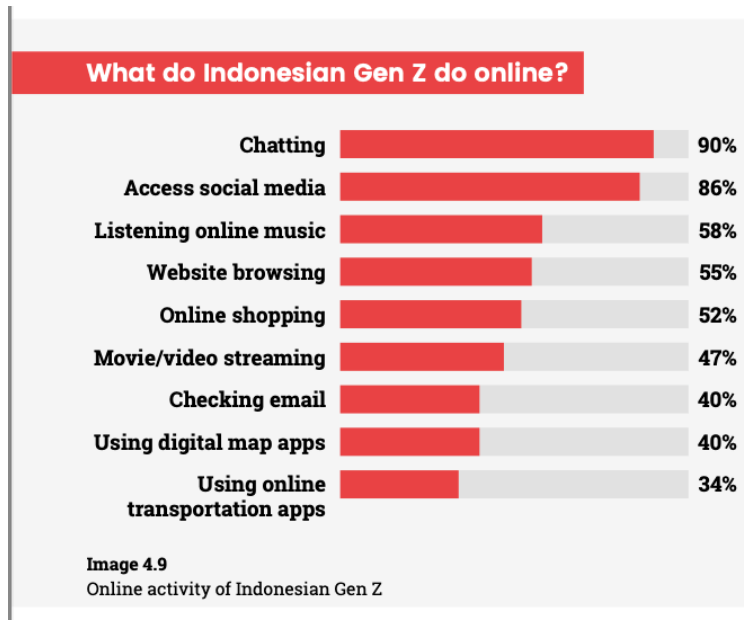 What do Indonesian Gen Z do online?
Chatting 90%
Access social media 86%
Listening online music 58%
Website browsing 55%
Online shopping 52%
Movie/video streaming 47%
Checking email 40%
Using digital map apps 40%
Using online 34%
transportation apps
Image 4.9
Online activity of Indonesian Gen Z